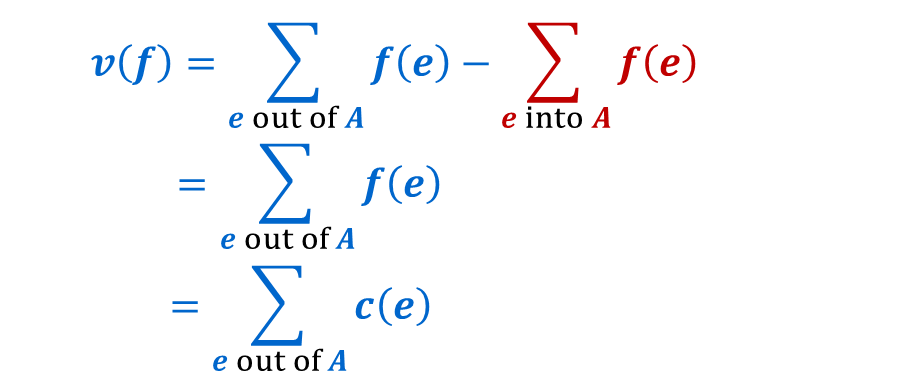 v(f) = ∑ f(e) − ∑ f(e)
e out of A e into A
= ∑ f(e)
e out of A
= ∑ c(e)
e out of A